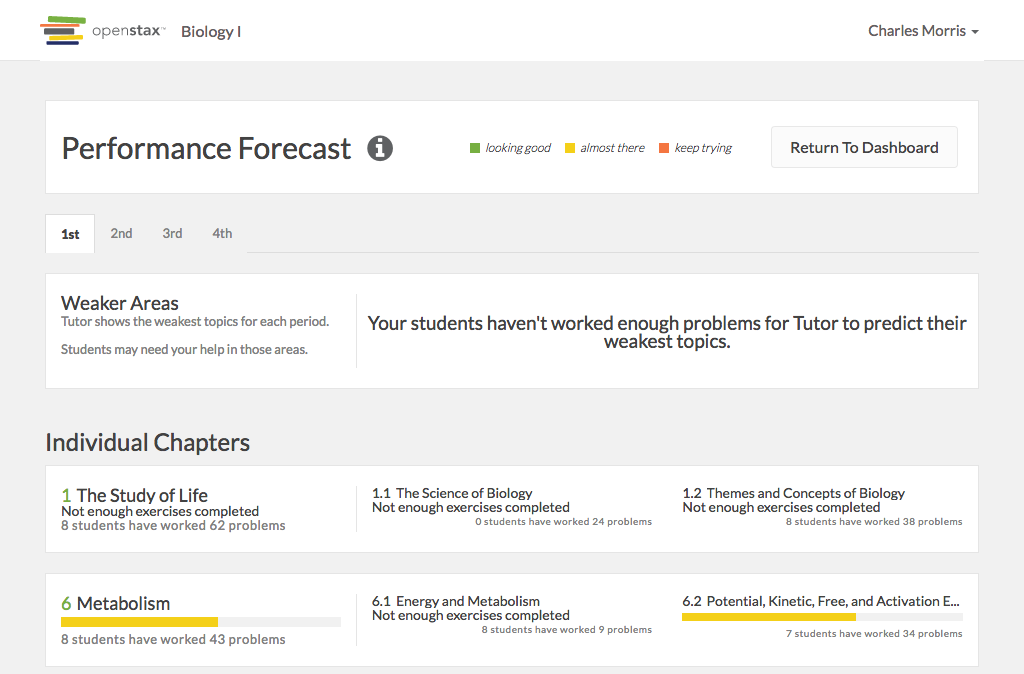 openstax™ Biology I
Charles Morris
Performance Forecast
looking good almost there keep trying
Return To Dashboard
1st 2nd 3rd 4th
Weaker Areas
Tutor shows the weakest topics for each period.
Students may need your help in those areas.
Your students haven't worked enough problems for Tutor to predict their
weakest topics.
Individual Chapters
1 The Study of Life
Not enough exercises completed
8 students have worked 62 problems
1.1 The Science of Biology
Not enough exercises completed
0 students have worked 24 problems
1.2 Themes and Concepts of Biology
Not enough exercises completed
8 students have worked 38 problems
6 Metabolism
8 students have worked 43 problems
6.1 Energy and Metabolism
Not enough exercises completed
8 students have worked 9 problems
6.2 Potential, Kinetic, Free, and Activation E...
7 students have worked 34 problems